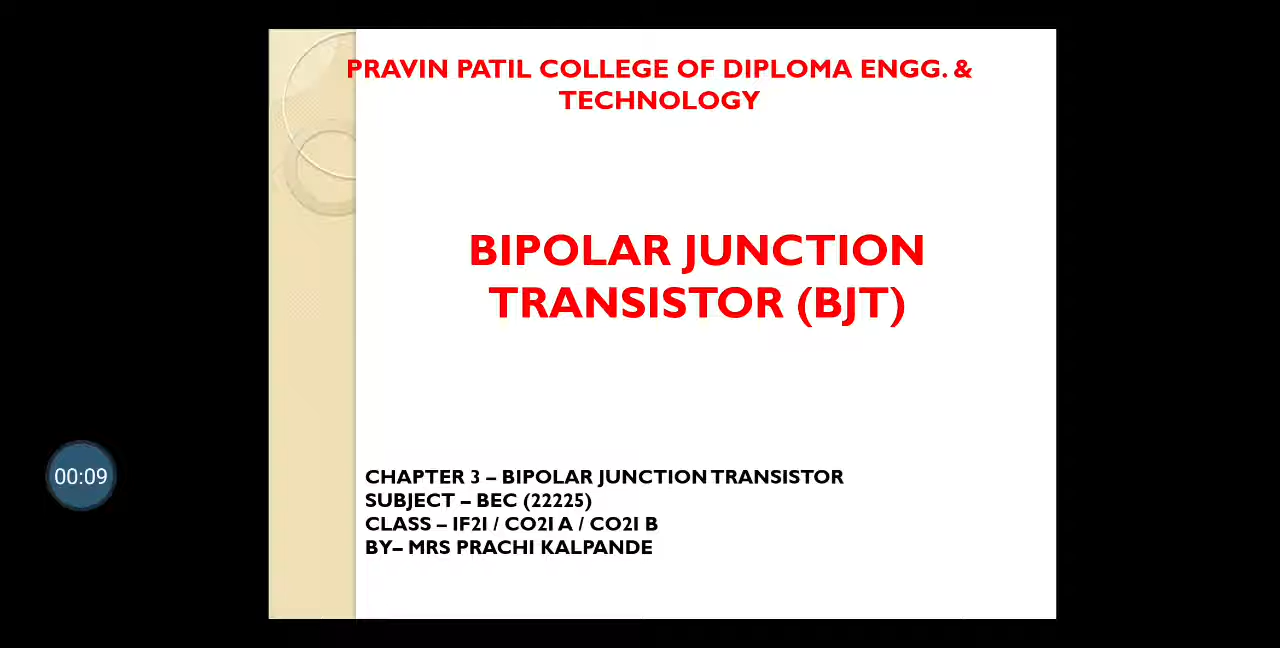 PRAVIN PATIL COLLEGE OF DIPLOMA ENGG. &
TECHNOLOGY
BIPOLAR JUNCTION
TRANSISTOR (BJT)
CHAPTER 3 – BIPOLAR JUNCTION TRANSISTOR
SUBJECT – BEC (22225)
CLASS – IF2I / CO2I A / CO2I B
BY– MRS PRACHI KALPANDE
00:09